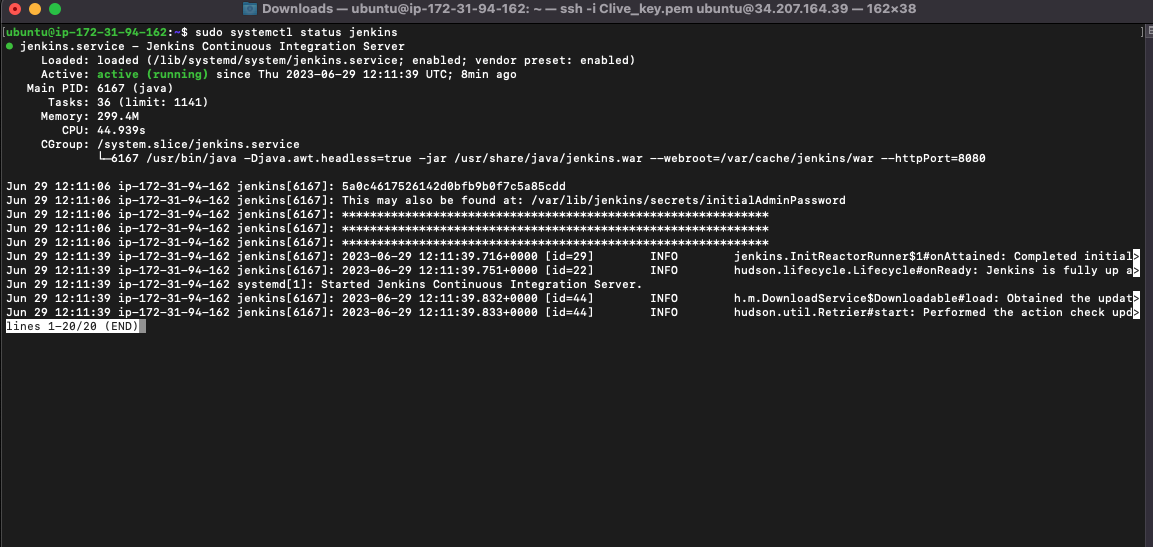 Downloads — ubuntu@ip-172-31-94-162: ~ — ssh -i Clive_key.pem ubuntu@34.207.164.39 — 162×38
[ubuntu@ip-172-31-94-162:~$ sudo systemctl status jenkins ]
● jenkins.service - Jenkins Continuous Integration Server
Loaded: loaded (/lib/systemd/system/jenkins.service; enabled; vendor preset: enabled)
Active: active (running) since Thu 2023-06-29 12:11:39 UTC; 8min ago
Main PID: 6167 (java)
Tasks: 36 (limit: 1141)
Memory: 299.4M
CPU: 44.939s
CGroup: /system.slice/jenkins.service
└─6167 /usr/bin/java -Djava.awt.headless=true -jar /usr/share/java/jenkins.war --webroot=/var/cache/jenkins/war --httpPort=8080
Jun 29 12:11:06 ip-172-31-94-162 jenkins[6167]: 5a0c4617526142d0bfb9b0f7c5a85cdd
Jun 29 12:11:06 ip-172-31-94-162 jenkins[6167]: This may also be found at: /var/lib/jenkins/secrets/initialAdminPassword
Jun 29 12:11:06 ip-172-31-94-162 jenkins[6167]: *************************************************************
Jun 29 12:11:06 ip-172-31-94-162 jenkins[6167]: *************************************************************
Jun 29 12:11:06 ip-172-31-94-162 jenkins[6167]: *************************************************************
Jun 29 12:11:39 ip-172-31-94-162 jenkins[6167]: 2023-06-29 12:11:39.716+0000 [id=29] INFO jenkins.InitReactorRunner$1#onAttained: Completed initial>
Jun 29 12:11:39 ip-172-31-94-162 jenkins[6167]: 2023-06-29 12:11:39.751+0000 [id=22] INFO hudson.lifecycle.Lifecycle#onReady: Jenkins is fully up a>
Jun 29 12:11:39 ip-172-31-94-162 systemd[1]: Started Jenkins Continuous Integration Server.
Jun 29 12:11:39 ip-172-31-94-162 jenkins[6167]: 2023-06-29 12:11:39.832+0000 [id=44] INFO h.m.DownloadService$Downloadable#load: Obtained the updat>
Jun 29 12:11:39 ip-172-31-94-162 jenkins[6167]: 2023-06-29 12:11:39.833+0000 [id=44] INFO hudson.util.Retrier#start: Performed the action check upd>
lines 1-20/20 (END)